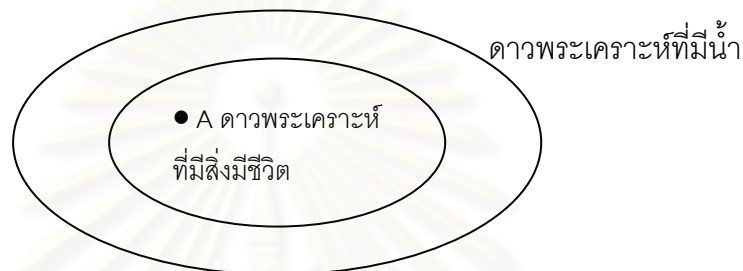 ดาวพระเคราะห์ที่มีน้ำ
• A ดาวพระเคราะห์
ที่มีสิ่งมีชีวิต